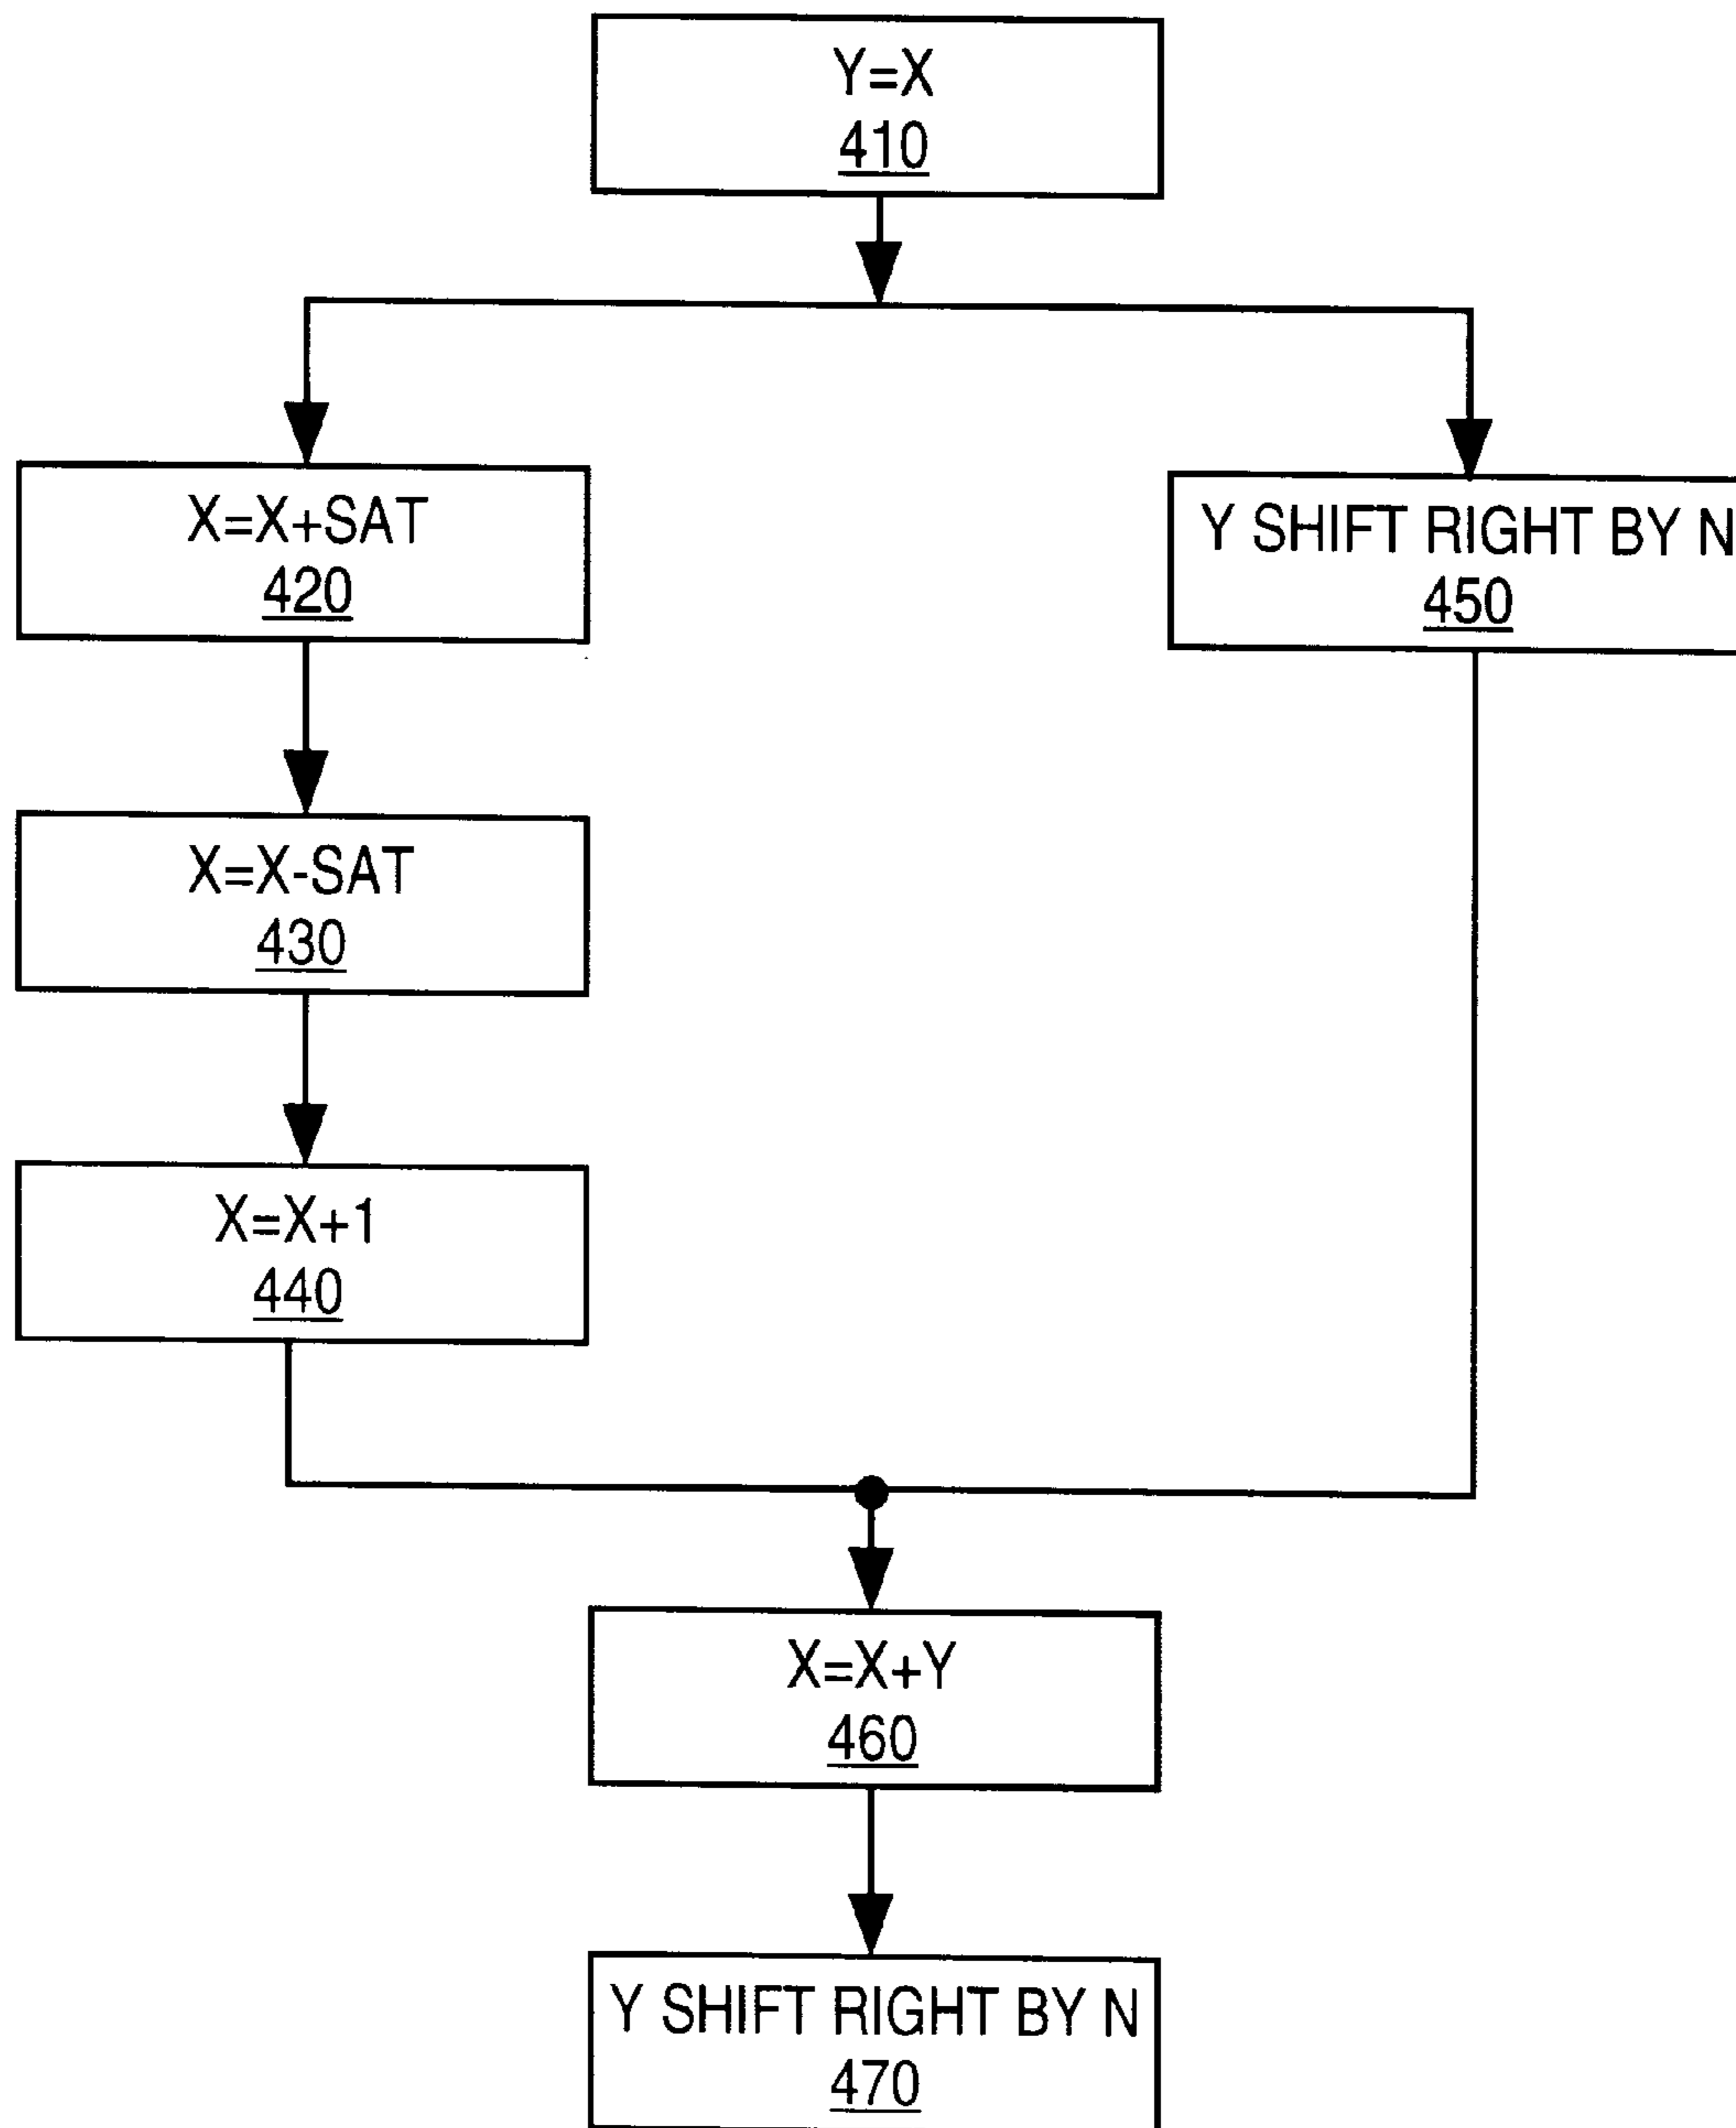 Y=X
410
X=X+SAT
420
Y SHIFT RIGHT BY N
450
X=X-SAT
430
X=X+1
440
X=X+Y
460
Y SHIFT RIGHT BY N
470